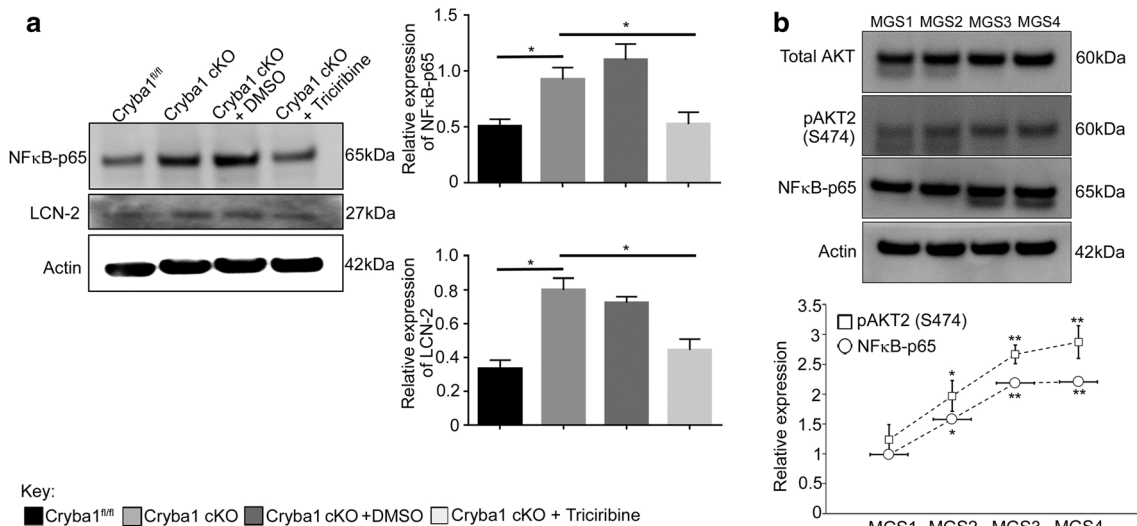 a
Cryba1fl/fl
Cryba1 cKO
Cryba1 cKO
+ DMSO
Cryba1 cKO
+ Triciribine
NFκB-p65
65kDa
LCN-2
27kDa
Actin
42kDa
Relative expression
of NFκB-p65
1.5
1.0
0.5
0
*
*
Relative expression
of LCN-2
1.0
0.8
0.6
0.4
0.2
0
*
*
Key:
Cryba1fl/fl Cryba1 cKO Cryba1 cKO +DMSO Cryba1 cKO + Triciribine
b
MGS1 MGS2 MGS3 MGS4
Total AKT
60kDa
pAKT2
(S474)
60kDa
NFκB-p65
65kDa
Actin
42kDa
Relative expression
3.5
3
2.5
2
1.5
1
0
pAKT2 (S474)
NFκB-p65
*
**
**
*
**
**
MGS1 MGS2 MGS3 MGS4